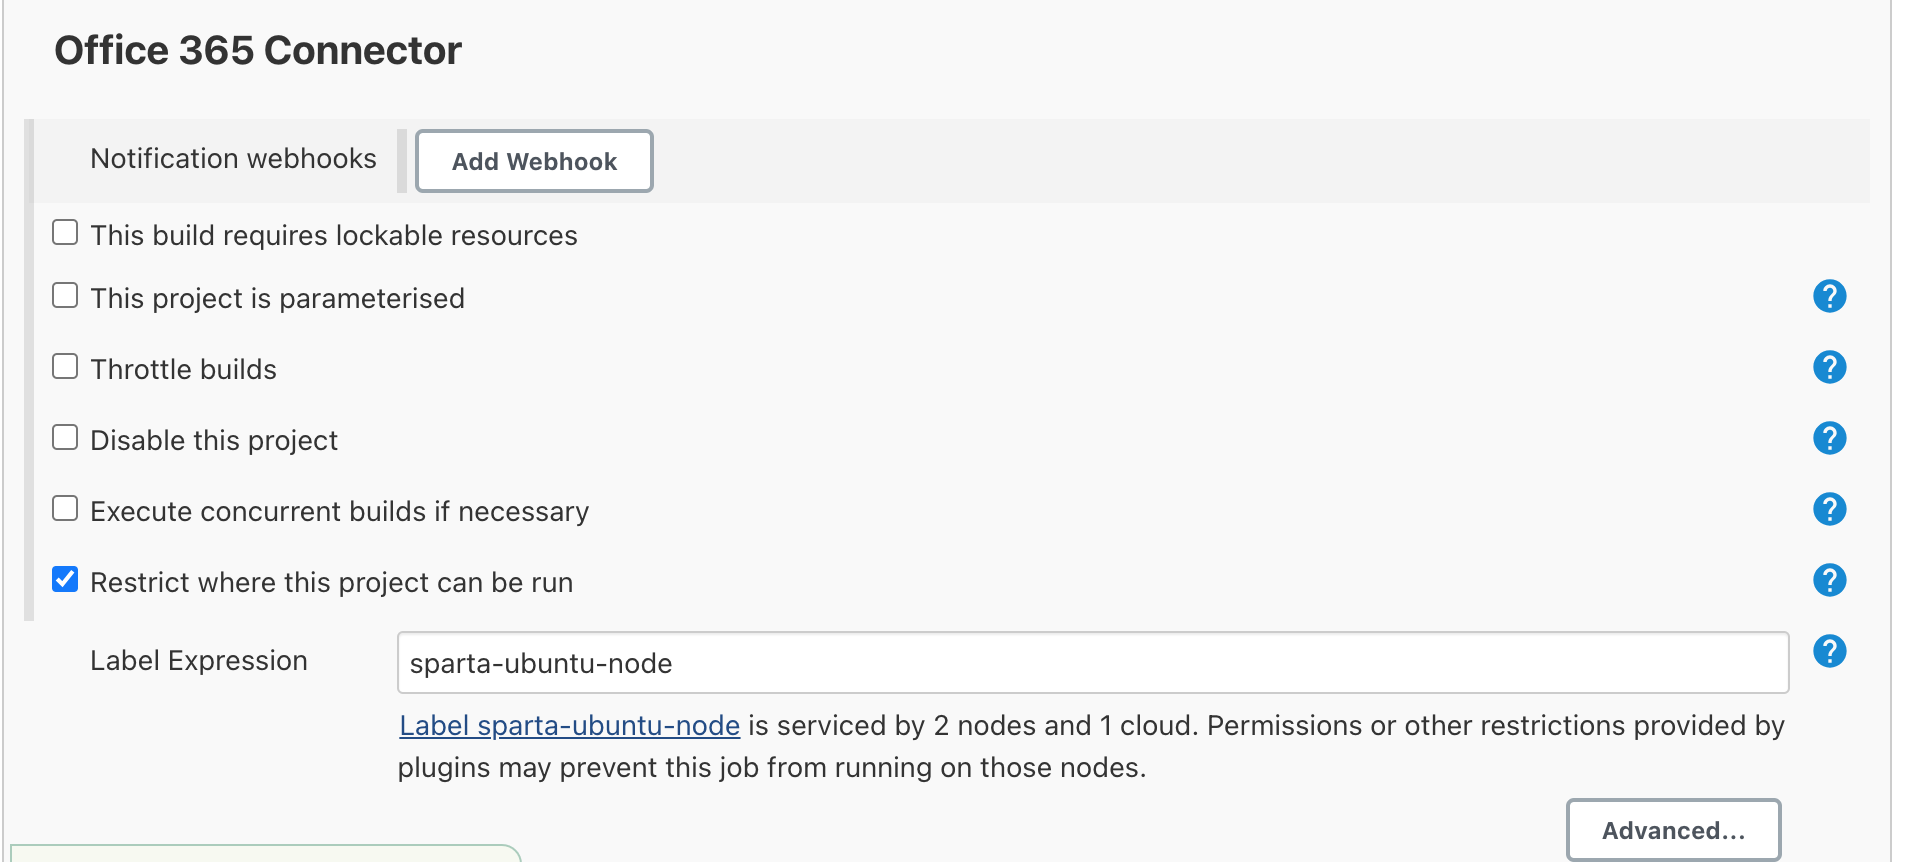 Office 365 Connector
Notification webhooks
Add Webhook
This build requires lockable resources
This project is parameterised
?
Throttle builds
?
Disable this project
?
Execute concurrent builds if necessary
?
Restrict where this project can be run
?
Label Expression
sparta-ubuntu-node
?
Label sparta-ubuntu-node is serviced by 2 nodes and 1 cloud. Permissions or other restrictions provided by
plugins may prevent this job from running on those nodes.
Advanced...